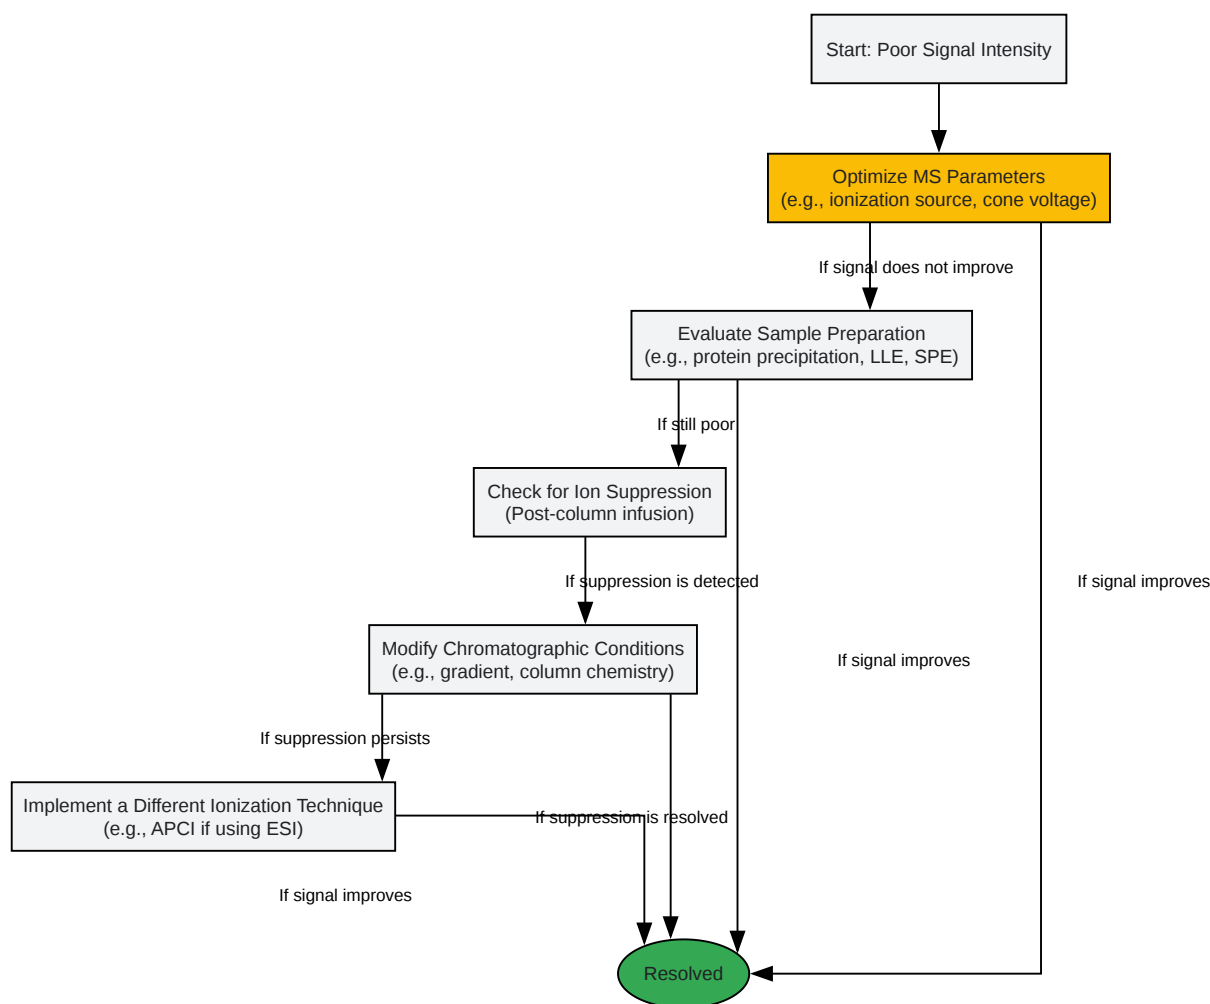 Start: Poor Signal Intensity
Optimize MS Parameters
(e.g., ionization source, cone voltage)
If signal does not improve
Evaluate Sample Preparation
(e.g., protein precipitation, LLE, SPE)
If still poor
Check for Ion Suppression
(Post-column infusion)
If suppression is detected
If signal improves
Modify Chromatographic Conditions
(e.g., gradient, column chemistry)
If signal improves
If suppression persists
Implement a Different Ionization Technique
(e.g., APCI if using ESI)
If suppression is resolved
If signal improves
Resolved